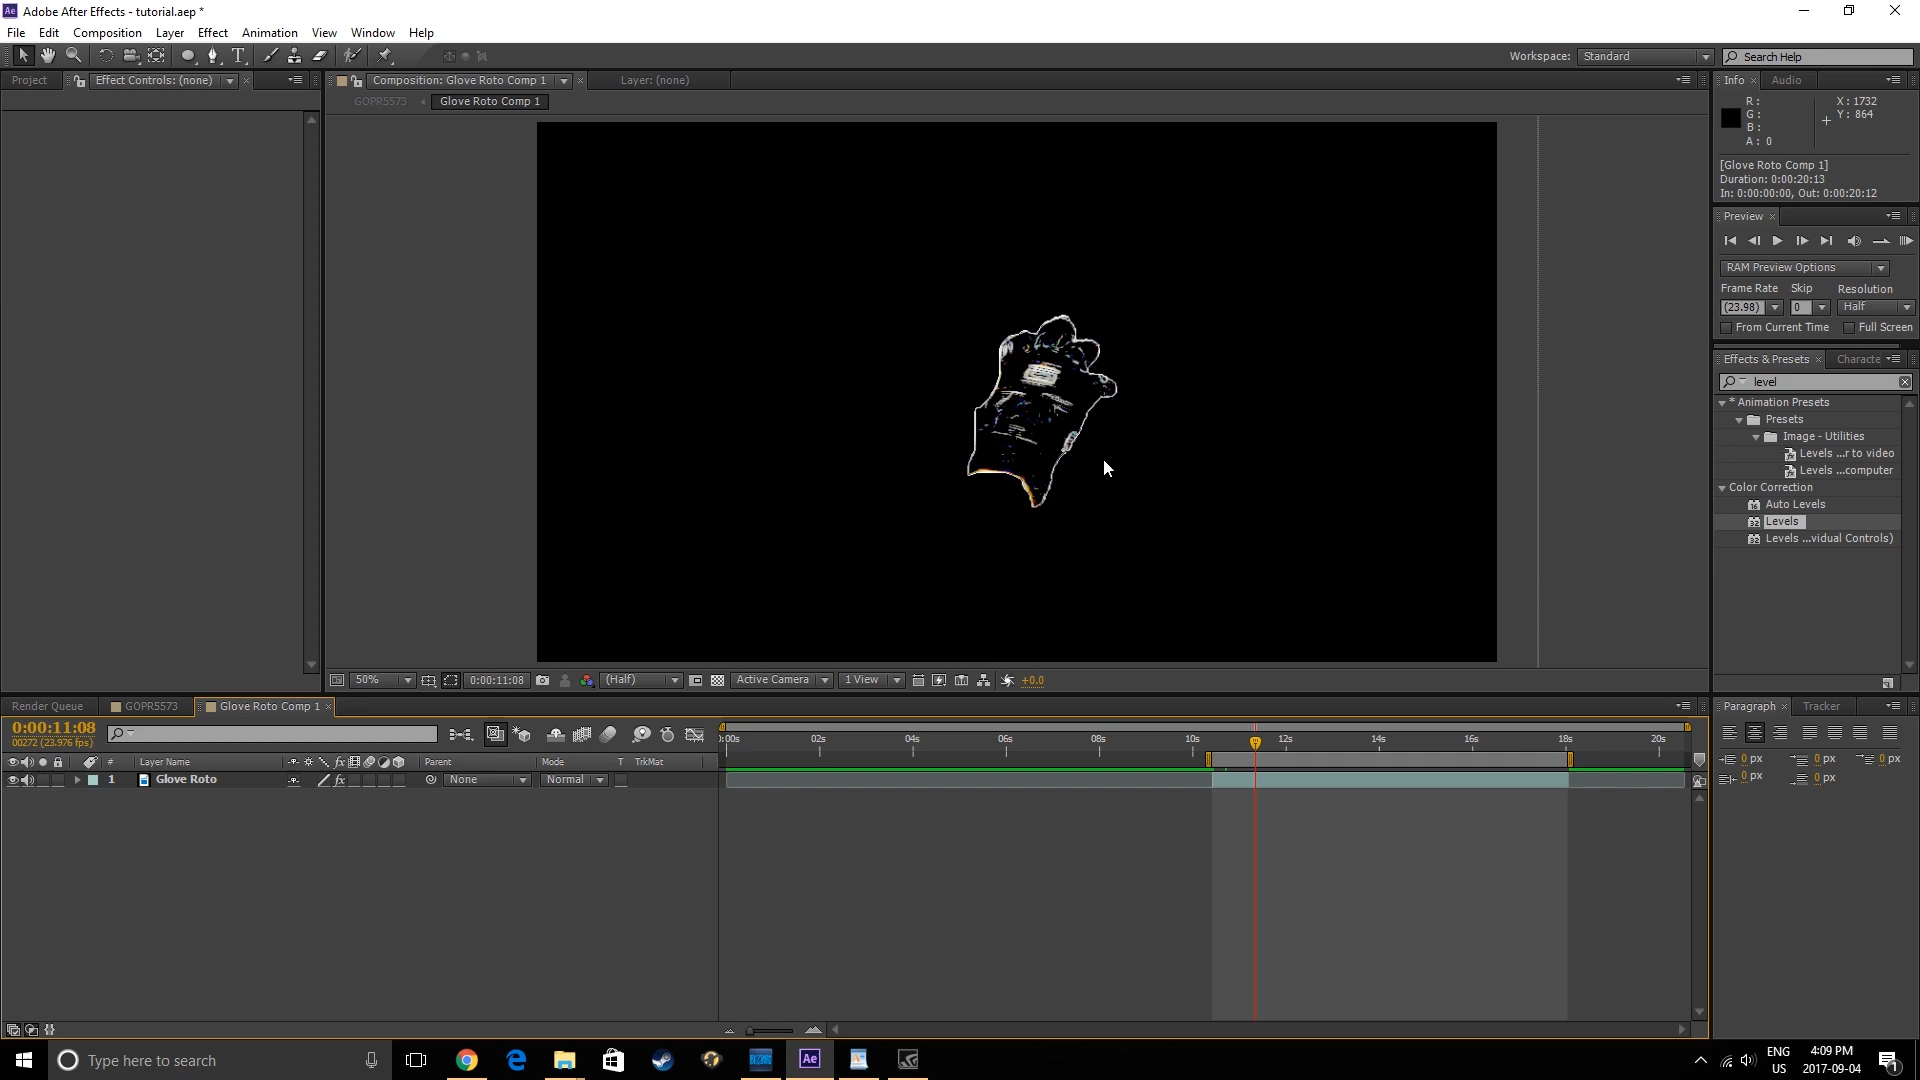 Adobe After Effects - tutorial.aep *
File Edit Composition Layer Effect Animation View Window Help
Workspace: Standard Search Help
Project Effect Controls: (none) Composition: Glove Roto Comp 1 Layer: (none) Info Audio
GOPR5573 Glove Roto Comp 1
R : X : 1732
G : Y : 864
B :
A : 0
[Glove Roto Comp 1]
Duration: 0:00:20:13
In: 0:00:00:00, Out: 0:00:20:12
Preview
RAM Preview Options
Frame Rate Skip Resolution
(23.98) 0 Half
From Current Time Full Screen
Effects & Presets Characte
level
* Animation Presets
Presets
Image - Utilities
Levels ...r to video
Levels ...computer
Color Correction
Auto Levels
Levels
Levels ...vidual Controls)
50% 0:00:11:08 (Half) Active Camera 1 View +0.0
Render Queue GOPR5573 Glove Roto Comp 1 Paragraph Tracker
0:00:11:08
00272 (23.976 fps)
:00s 02s 04s 06s 08s 10s 12s 14s 16s 18s 20s
# Layer Name Parent Mode T TrkMat
1 Glove Roto None Normal
0 px 0 px 0 px
0 px 0 px
Type here to search
ENG 4:09 PM
US 2017-09-04